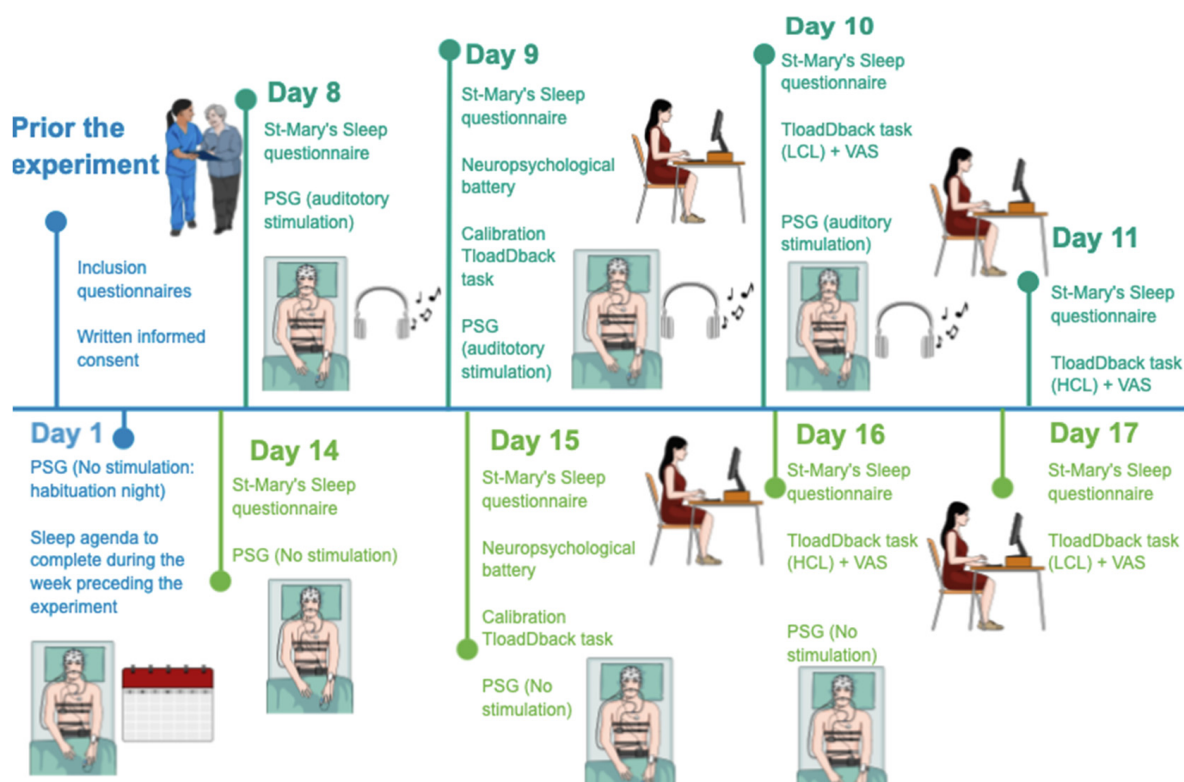 Prior the
experiment
Inclusion
questionnaires
Written informed
consent
Day 8
St-Mary's Sleep
questionnaire
PSG (auditotory
stimulation)
Day 9
St-Mary's Sleep
questionnaire
Neuropsychological
battery
Calibration
TloadDback
task
PSG
(auditotory
stimulation)
Day 10
St-Mary's Sleep
questionnaire
TloadDback task
(LCL) + VAS
PSG (auditory
stimulation)
Day 11
St-Mary's Sleep
questionnaire
TloadDback task
(HCL) + VAS
Day 1
PSG (No stimulation:
habituation night)
Sleep agenda to
complete during the
week preceding the
experiment
Day 14
St-Mary's Sleep
questionnaire
PSG (No stimulation)
Day 15
St-Mary's Sleep
questionnaire
Neuropsychological
battery
Calibration
TloadDback task
PSG (No
stimulation)
Day 16
St-Mary's Sleep
questionnaire
TloadDback task
(HCL) + VAS
PSG (No
stimulation)
Day 17
St-Mary's Sleep
questionnaire
TloadDback task
(LCL) + VAS